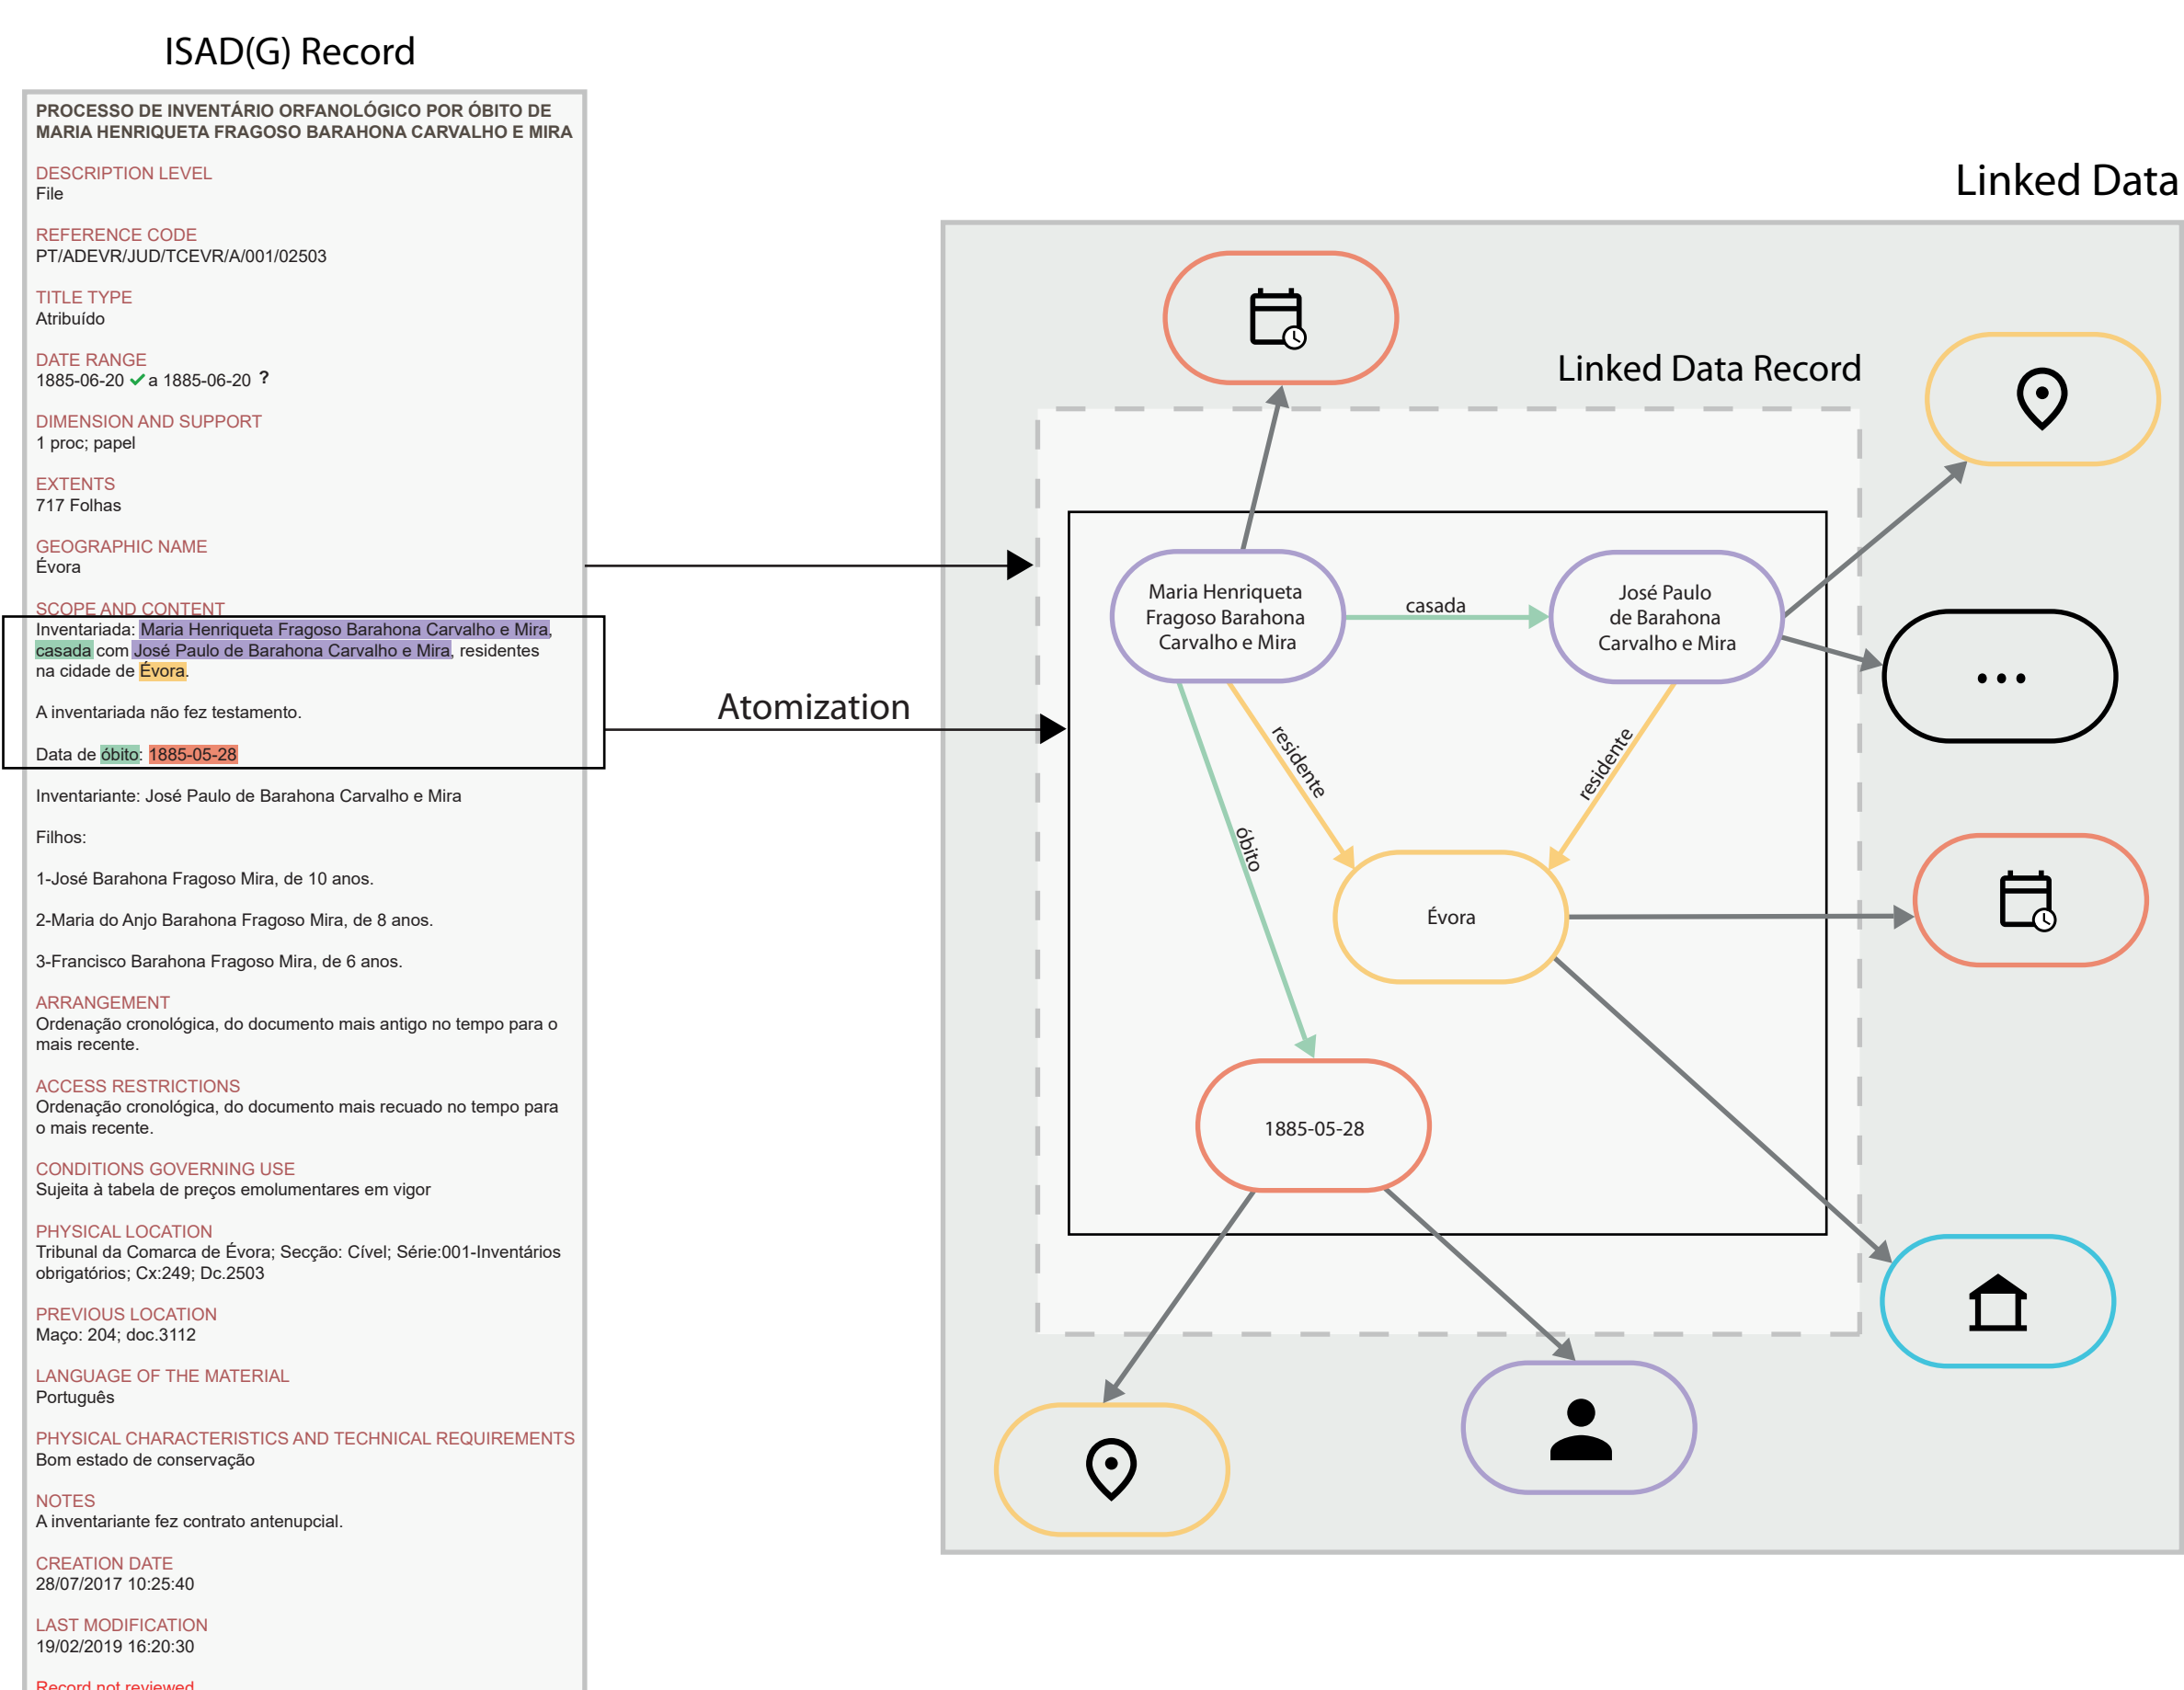 ISAD(G) Record
PROCESSO DE INVENTÁRIO ORFANOLÓGICO POR ÓBITO DE
MARIA HENRIQUETA FRAGOSO BARAHONA CARVALHO E MIRA
DESCRIPTION LEVEL
File
REFERENCE CODE
PT/ADEVR/JUD/TCEVR/A/001/02503
TITLE TYPE
Atribuído
DATE RANGE
1885-06-20 ✓ a 1885-06-20 ?
DIMENSION AND SUPPORT
1 proc; papel
EXTENTS
717 Folhas
GEOGRAPHIC NAME
Évora
SCOPE AND CONTENT
Inventariada: Maria Henriqueta Fragoso Barahona Carvalho e Mira,
casada com José Paulo de Barahona Carvalho e Mira, residentes
na cidade de Évora.
A inventariada não fez testamento.
Data de óbito: 1885-05-28
Inventariante: José Paulo de Barahona Carvalho e Mira
Filhos:
1-José Barahona Fragoso Mira, de 10 anos.
2-Maria do Anjo Barahona Fragoso Mira, de 8 anos.
3-Francisco Barahona Fragoso Mira, de 6 anos.
ARRANGEMENT
Ordenação cronológica, do documento mais antigo no tempo para o
mais recente.
ACCESS RESTRICTIONS
Ordenação cronológica, do documento mais recuado no tempo para
o mais recente.
CONDITIONS GOVERNING USE
Sujeita à tabela de preços emolumentares em vigor
PHYSICAL LOCATION
Tribunal da Comarca de Évora; Secção: Cível; Série:001-Inventários
obrigatórios; Cx:249; Dc.2503
PREVIOUS LOCATION
Maço: 204; doc.3112
LANGUAGE OF THE MATERIAL
Português
PHYSICAL CHARACTERISTICS AND TECHNICAL REQUIREMENTS
Bom estado de conservação
NOTES
A inventariante fez contrato antenupcial.
CREATION DATE
28/07/2017 10:25:40
LAST MODIFICATION
19/02/2019 16:20:30
Record not reviewed
Atomization
Linked Data
Linked Data Record
Maria Henriqueta
Fragoso Barahona
Carvalho e Mira
casada
José Paulo
de Barahona
Carvalho e Mira
...
residente
residente
óbito
Évora
1885-05-28